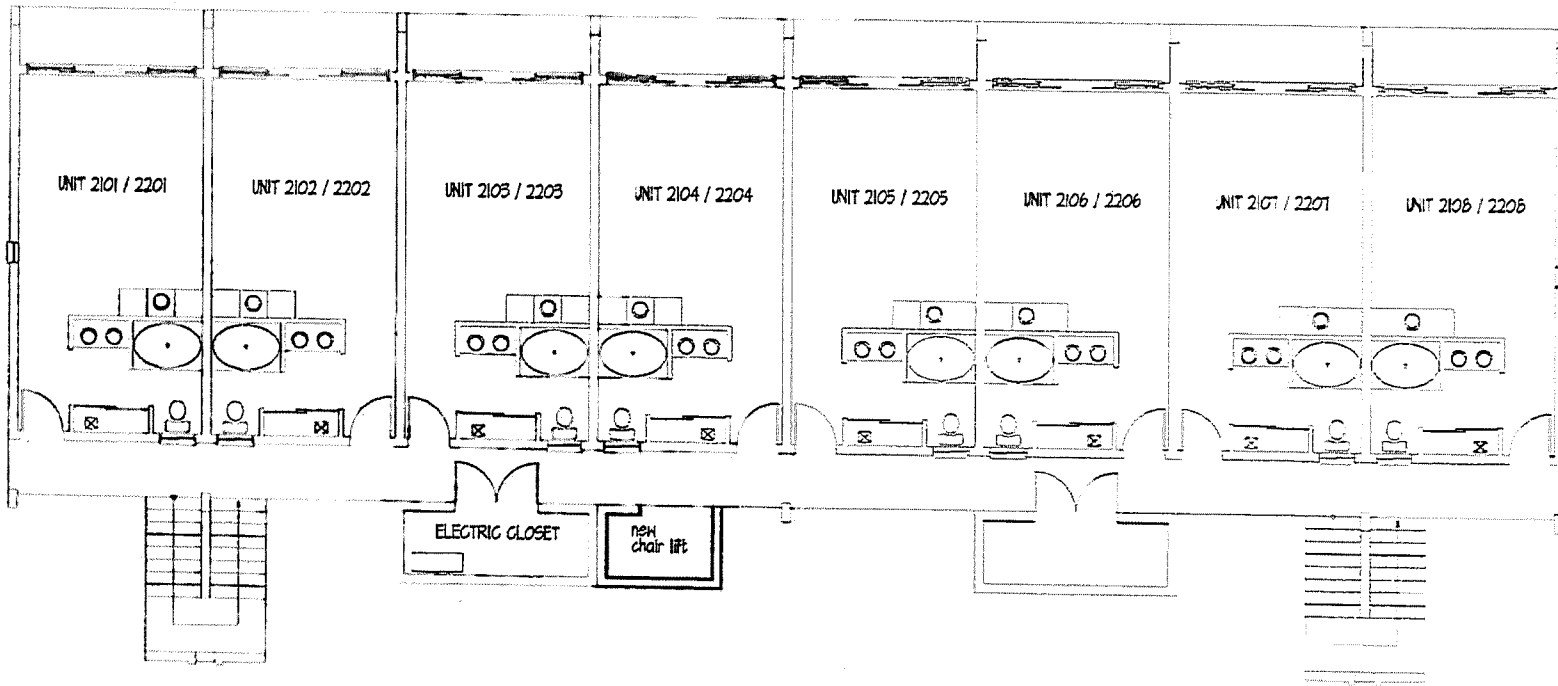 UNIT 2101 / 2201
UNIT 2102 / 2202
UNIT 2103 / 2203
UNIT 2104 / 2204
UNIT 2105 / 2205
UNIT 2106 / 2206
UNIT 2107 / 2207
UNIT 2108 / 2208
ELECTRIC CLOSET
new
chair lift